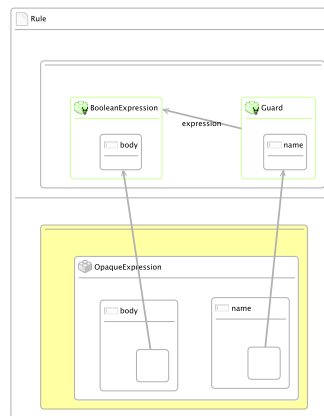 Rule
BooleanExpression
Guard
expression
body
name
OpaqueExpression
body
name